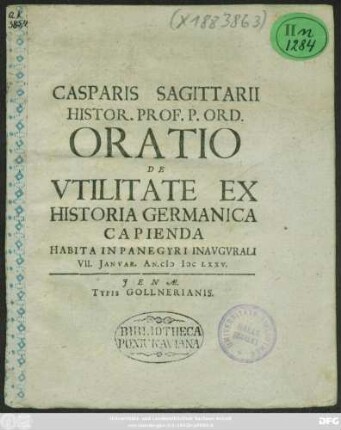 (X1883863)
II n
1284
CASPARIS SAGITTARII
HISTOR. PROF. P. ORD.
ORATIO
DE
VTILITATE EX
HISTORIA GERMANICA
CAPIENDA
HABITA IN PANEGYRI INAVGVRALI
VII. JANVAR. AN. CIƆ IƆC LXXV.
JENÆ
TYPIS GOLLNERIANIS.
BIBLIOTHECA
PONICKAVIANA
DFG